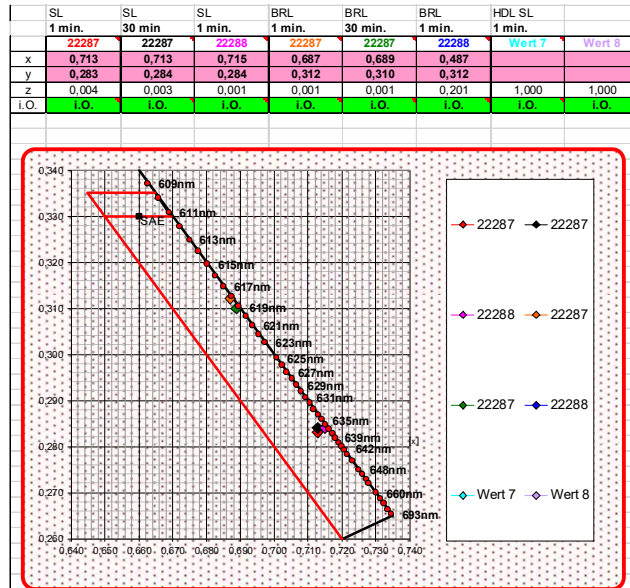 SL SL SL BRL BRL BRL HDL SL
1 min. 30 min 1 min. 1 min. 30 min 1 min. 1 min.
22287 22287 22288 22287 22287 22288 Wert 7 Wert 8
x 0,713 0,713 0,715 0,687 0,689 0,487
y 0,283 0,284 0,284 0,312 0,310 0,312
z 0,004 0,003 0,001 0,001 0,001 0,201 1,000 1,000
i.O. i.O. i.O. i.O. i.O. i.O. i.O. i.O. i.O.
0,340
609nm
0,330
611nm
SAE
613nm
0,320
615nm
617nm
0,310
619nm
621nm
623nm
0,300
625nm
627nm
629nm
0,290
631nm
635nm
639nm
[x]
0,280
642nm
648nm
0,270
660nm
693nm
0,260
0,640 0,650 0,660 0,670 0,680 0,690 0,700 0,710 0,720 0,730 0,740
22287 22287
22288 22287
22287 22288
Wert 7 Wert 8